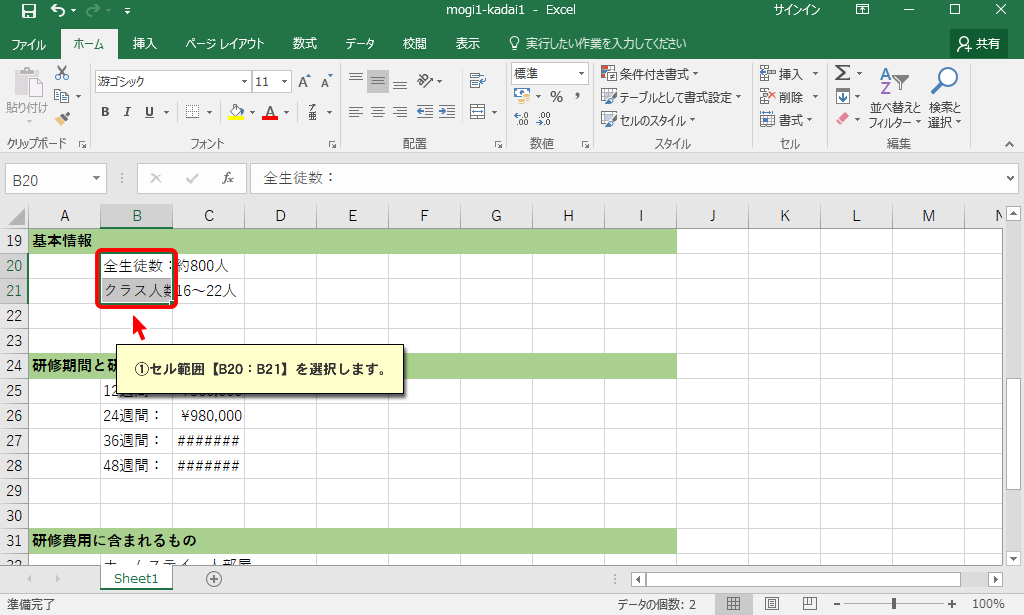 mogi1-kadai1 - Excel
サインイン
ファイル ホーム 挿入 ページ レイアウト 数式 データ 校閲 表示 実行したい作業を入力してください 共有
貼り付け
クリップボード
游ゴシック 11
B I U
フォント
配置
標準
% ,
数値
条件付き書式
テーブルとして書式設定
セルのスタイル
スタイル
挿入
削除
書式
セル
並べ替えと
フィルター
検索と
選択
編集
B20 fx 全生徒数：
A B C D E F G H I J K L M N
19 基本情報
20 全生徒数： 約800人
21 クラス人数 16～22人
22
23
24 研修期間と
①セル範囲【B20：B21】を選択します。
25 12
26 24週間： ¥980,000
27 36週間： #######
28 48週間： #######
29
30
31 研修費用に含まれるもの
Sheet1
準備完了 データの個数: 2 100%